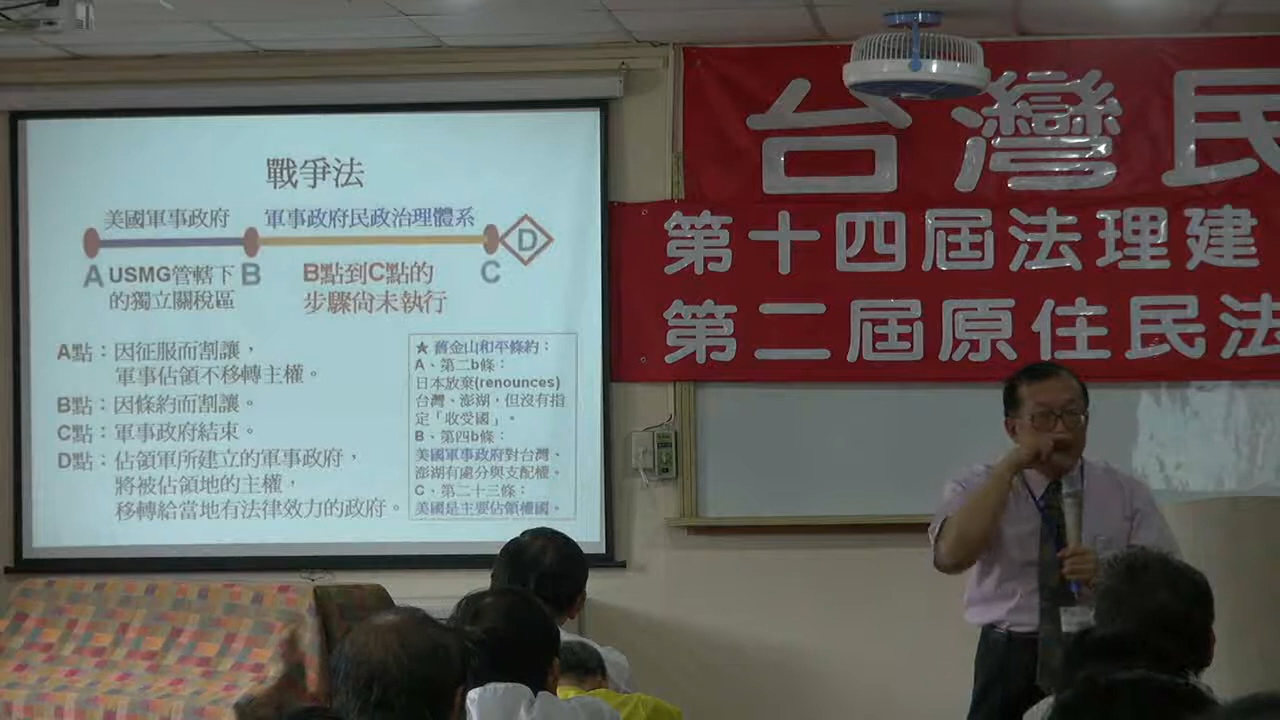 戰爭法
美國軍事政府
軍事政府民政治理體系
A
B
C
D
USMG管轄下
的獨立關稅區
B點到C點的
步驟尚未執行
A點：因征服而割讓，
軍事佔領不移轉主權。
B點：因條約而割讓。
C點：軍事政府結束。
D點：佔領軍所建立的軍事政府，
將被佔領地的主權，
移轉給當地有法律效力的政府。
★ 舊金山和平條約：
A、第二b條：
日本放棄(renounces)
台灣、澎湖，但沒有指
定「收受國」。
B、第四b條：
美國軍事政府對台灣、
澎湖有處分與支配權。
C、第二十三條：
美國是主要佔領權國。
台灣民
第十四屆法理建
第二屆原住民法